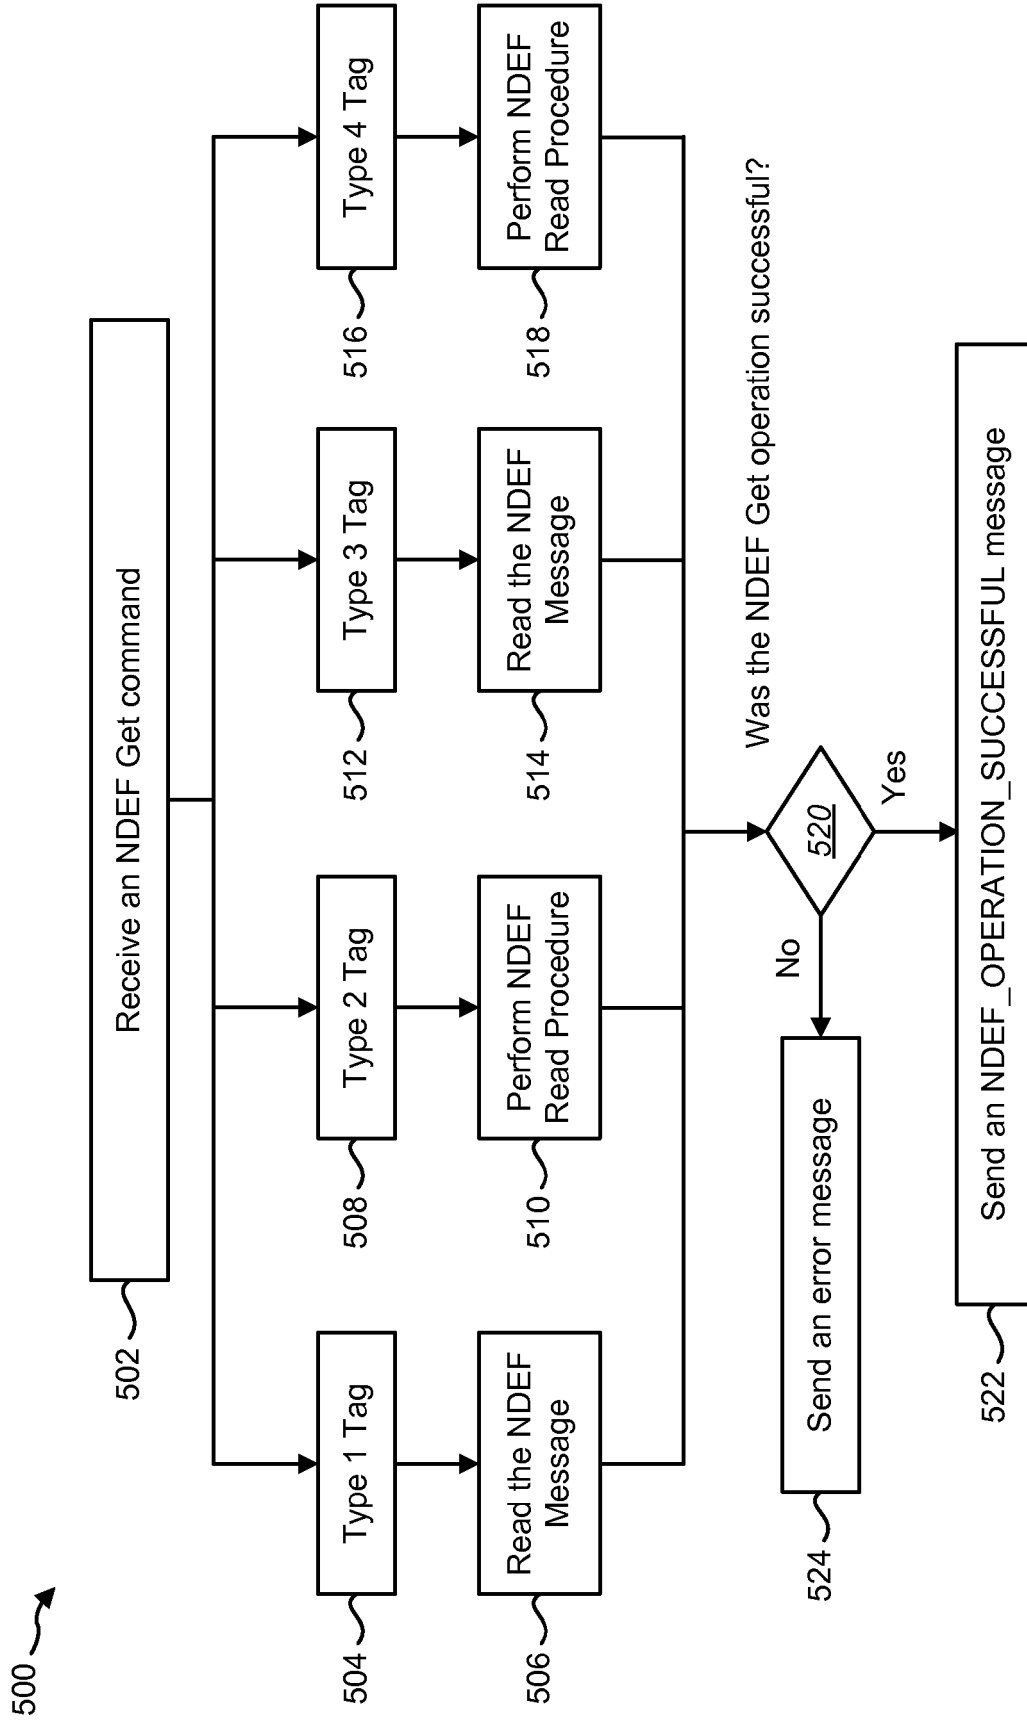 500
502
Receive an NDEF Get command
504
Type 1 Tag
508
Type 2 Tag
512
Type 3 Tag
516
Type 4 Tag
506
Read the NDEF
Message
510
Perform NDEF
Read Procedure
514
Read the NDEF
Message
518
Perform NDEF
Read Procedure
Was the NDEF Get operation successful?
520
No
Yes
524
Send an error message
522
Send an NDEF_OPERATION_SUCCESSFUL message